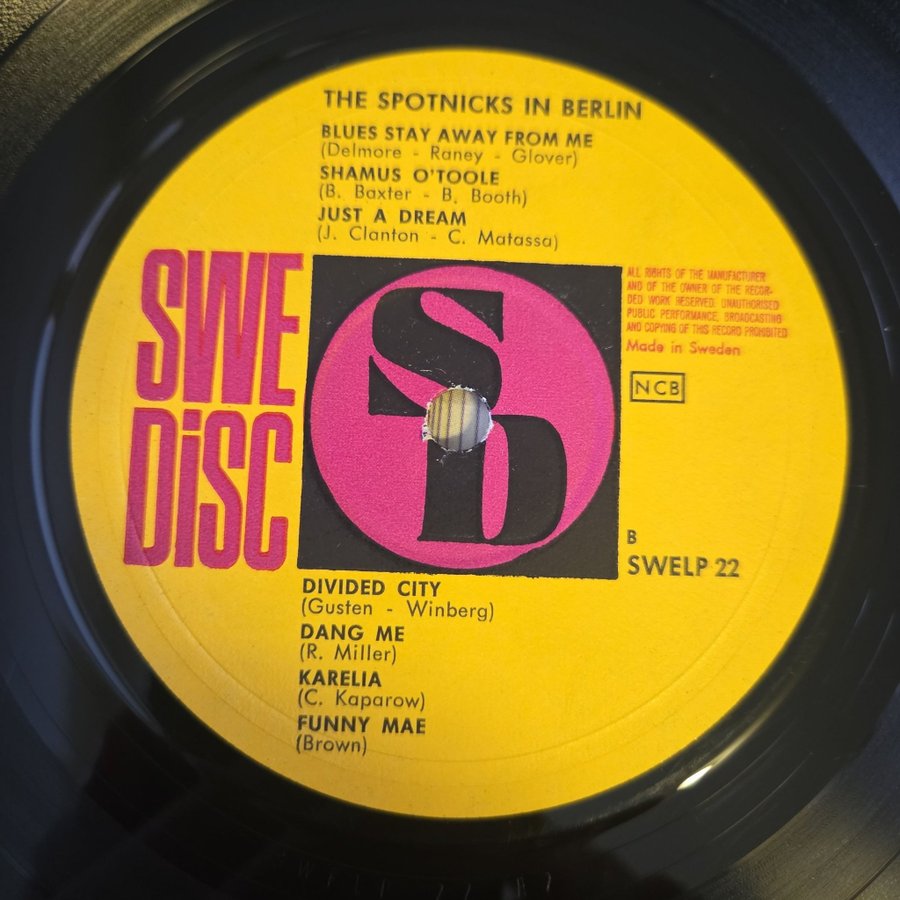 THE SPOTNICKS IN BERLIN
BLUES STAY AWAY FROM ME
(Delmore - Raney - Glover)
SHAMUS O'TOOLE
(B. Baxter - B. Booth)
JUST A DREAM
(J. Clanton - C. Matassa)
SWE
DiSC
SD
ALL RIGHTS OF THE MANUFACTURER
AND OF THE OWNER OF THE RECOR-
DED WORK RESERVED. UNAUTHORISED
PUBLIC PERFORMANCE, BROADCASTING
AND COPYING OF THIS RECORD PROHIBITED
Made in Sweden
NCB
B
SWELP 22
DIVIDED CITY
(Gusten - Winberg)
DANG ME
(R. Miller)
KARELIA
(C. Kaparow)
FUNNY MAE
(Brown)